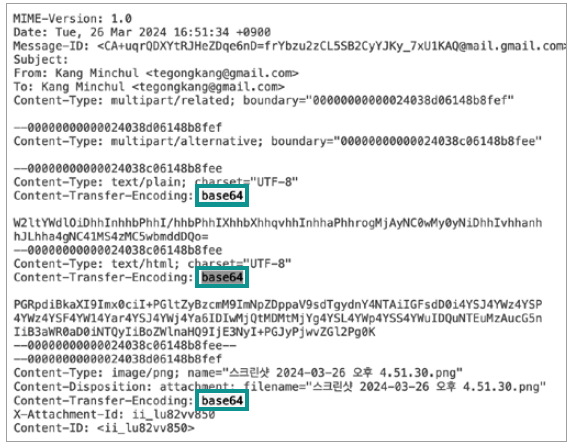 MIME-Version: 1.0
Date: Tue, 26 Mar 2024 16:51:34 +0900
Message-ID: <CA+uqrQDXYtRJHeZDqe6nD=frYbzu2zCL5SB2CyYJKy_7xU1KAQ@mail.gmail.com>
Subject:
From: Kang Minchul <tegongkang@gmail.com>
To: Kang Minchul <tegongkang@gmail.com>
Content-Type: multipart/related; boundary="00000000000024038d06148b8fef"
--00000000000024038d06148b8fef
Content-Type: multipart/alternative; boundary="00000000000024038c06148b8fee"
--00000000000024038c06148b8fee
Content-Type: text/plain; charset="UTF-8"
Content-Transfer-Encoding: base64
W2ltYWdlOiDhhInhhbPhhI/hhbPhhIXhhbXhhqvhhInhhaPhhrogMjAyNC0wMy0yNiDhhIvhhanh
hJLhha4gNC41MS4zMC5wbmddDQo=
--00000000000024038c06148b8fee
Content-Type: text/html; charset="UTF-8"
Content-Transfer-Encoding: base64
PGRpdiBkaXI9Imx0ciI+PGltZyBzcmM9ImNpZDppaV9sdTgydnY4NTAiIGFsdD0i4YSJ4YWz4YSP
4YWz4YSF4YW14Yar4YSJ4YWj4Ya6IDIwMjQtMDMtMjYg4YSL4YWp4YSS4YWuIDQuNTEuMzAucG5n
IiB3aWR0aD0iNTQyIiBoZWlnaHQ9IjE3NyI+PGJyPjwvZGl2Pg0K
--00000000000024038c06148b8fee--
--00000000000024038d06148b8fef
Content-Type: image/png; name="스크린샷 2024-03-26 오후 4.51.30.png"
Content-Disposition: attachment; filename="스크린샷 2024-03-26 오후 4.51.30.png"
Content-Transfer-Encoding: base64
X-Attachment-Id: ii_lu82vv850
Content-ID: <ii_lu82vv850>